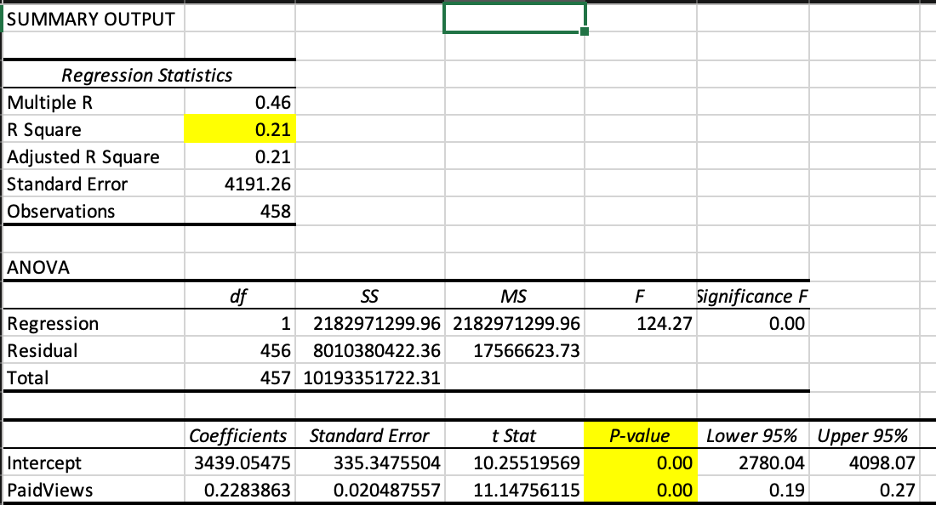 SUMMARY OUTPUT
Regression Statistics
Multiple R 0.46
R Square 0.21
Adjusted R Square 0.21
Standard Error 4191.26
Observations 458
ANOVA
df SS MS F Significance F
Regression 1 2182971299.96 2182971299.96 124.27 0.00
Residual 456 8010380422.36 17566623.73
Total 457 10193351722.31
Coefficients Standard Error t Stat P-value Lower 95% Upper 95%
Intercept 3439.05475 335.3475504 10.25519569 0.00 2780.04 4098.07
PaidViews 0.2283863 0.020487557 11.14756115 0.00 0.19 0.27